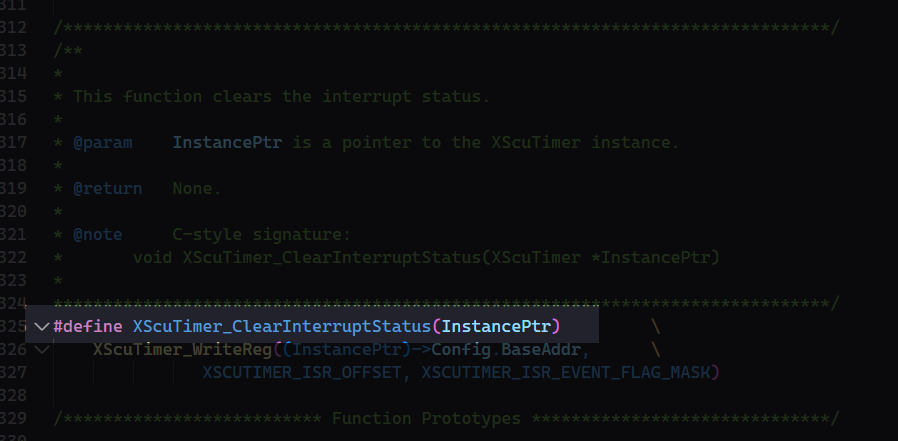 311
312 /*****************************************************************************/
313 /**
314 *
315 * This function clears the interrupt status.
316 *
317 * @param    InstancePtr is a pointer to the XScuTimer instance.
318 *
319 * @return   None.
320 *
321 * @note     C-style signature:
322 *       void XScuTimer_ClearInterruptStatus(XScuTimer *InstancePtr)
323 *
324 ******************************************************************************/
325 #define XScuTimer_ClearInterruptStatus(InstancePtr)         \
326     XScuTimer_WriteReg((InstancePtr)->Config.BaseAddr,      \
327                XSCUTIMER_ISR_OFFSET, XSCUTIMER_ISR_EVENT_FLAG_MASK)
328
329 /************************** Function Prototypes ******************************/
330